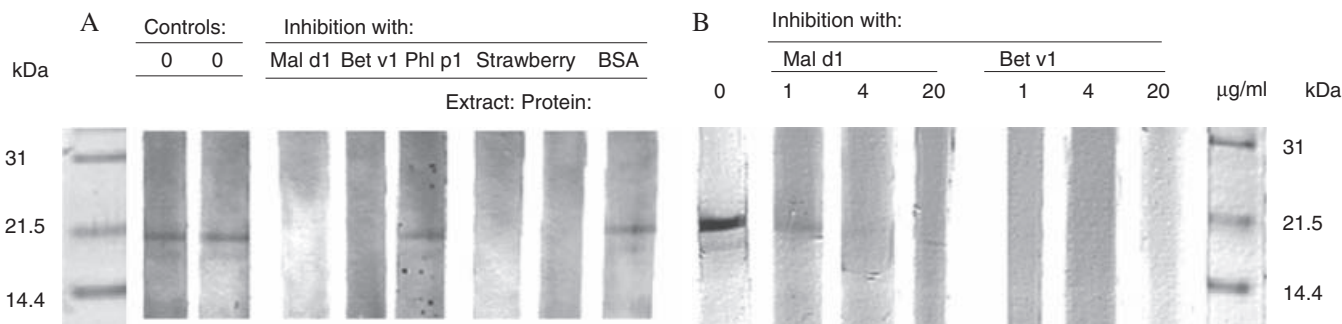 A
Controls:
Inhibition with:
0 0
Mal d1 Bet v1 Phl p1 Strawberry BSA
kDa
Extract: Protein:
31
21.5
14.4
B
Inhibition with:
Mal d1
Bet v1
0 1 4 20 1 4 20 µg/ml kDa
31
21.5
14.4